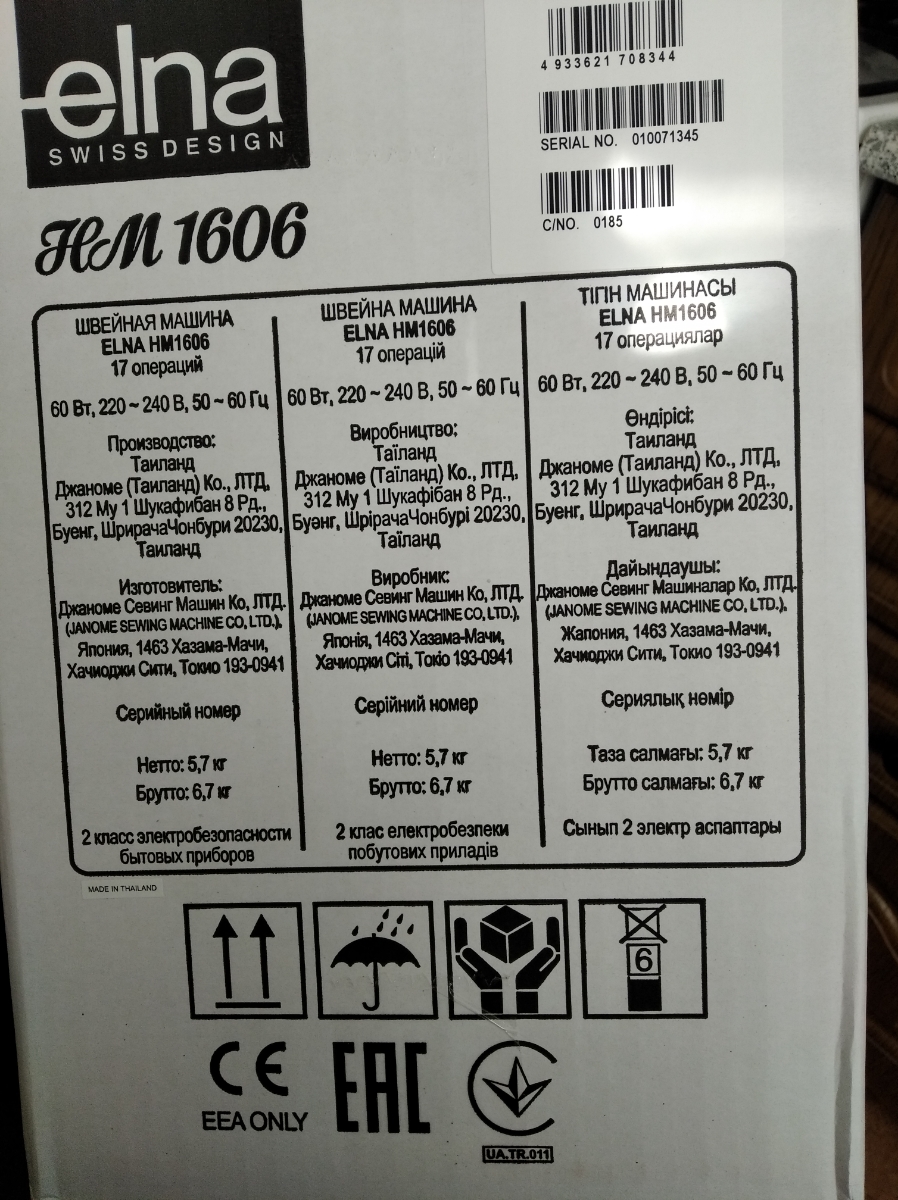 elna
SWISS DESIGN
4 933621 708344
SERIAL NO. 010071345
C/NO. 0185
HM 1606
ШВЕЙНАЯ МАШИНА
ELNA HM1606
17 операций
60 Вт, 220 ~ 240 В, 50 ~ 60 Гц
Производство:
Таиланд
Джаноме (Таиланд) Ко., ЛТД,
312 Му 1 Шукафибан 8 Рд.,
Буенг, ШрирачаЧонбури 20230,
Таиланд
Изготовитель:
Джаноме Севинг Машин Ко, ЛТД.
(JANOME SEWING MACHINE CO, LTD.),
Япония, 1463 Хазама-Мачи,
Хачиоджи Сити, Токио 193-0941
Серийный номер
Нетто: 5,7 кг
Брутто: 6,7 кг
2 класс электробезопасности
бытовых приборов
ШВЕЙНА МАШИНА
ELNA HM1606
17 операцій
60 Вт, 220 ~ 240 В, 50 ~ 60 Гц
Виробництво:
Таїланд
Джаноме (Таїланд) Ко., ЛТД,
312 Му 1 Шукафібан 8 Рд.,
Буэнг, ШрірачаЧонбурі 20230,
Таїланд
Виробник:
Джаноме Севинг Машин Ко, ЛТД.
(JANOME SEWING MACHINE CO, LTD.),
Японія, 1463 Хазама-Мачи,
Хачиоджи Сіті, Токіо 193-0941
Серійний номер
Нетто: 5,7 кг
Брутто: 6,7 кг
2 клас електробезпеки
побутових приладів
ТІГІН МАШИНАСЫ
ELNA HM1606
17 операциялар
60 Вт, 220 ~ 240 В, 50 ~ 60 Гц
Өндірісі:
Таиланд
Джаноме (Таиланд) Ко., ЛТД,
312 Му 1 Шукафибан 8 Рд.,
Буенг, ШрирачаЧонбури 20230,
Таиланд
Дайындаушы:
Джаноме Севинг Машиналар Ко, ЛТД.
(JANOME SEWING MACHINE CO, LTD.),
Жапония, 1463 Хазама-Мачи,
Хачиоджи Сити, Токио 193-0941
Сериялық нөмір
Таза салмағы: 5,7 кг
Брутто салмағы: 6,7 кг
Сынып 2 электр аспаптары
MADE IN THAILAND
6
CE
EEA ONLY
EAC
UA.TR.011